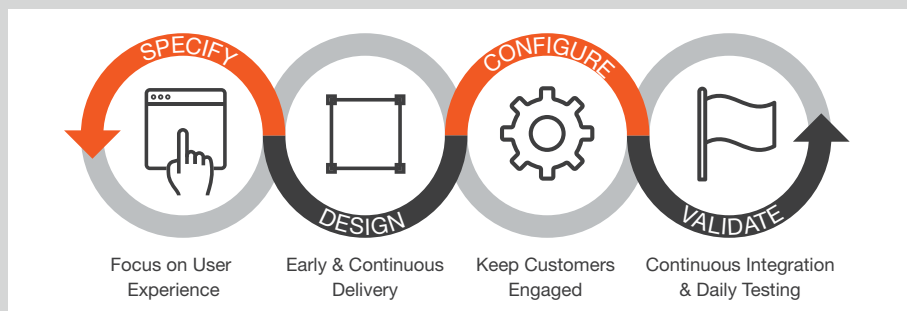 SPECIFY
CONFIGURE
DESIGN
VALIDATE
Focus on User
Experience
Early & Continuous
Delivery
Keep Customers
Engaged
Continuous Integration
& Daily Testing